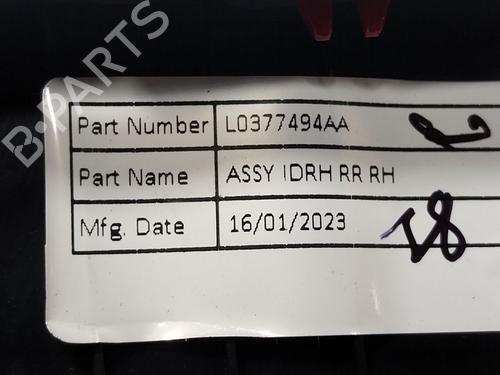 B-PARTS
Part Number L0377494AA
Part Name ASSY IDRH RR RH
Mfg. Date 16/01/2023